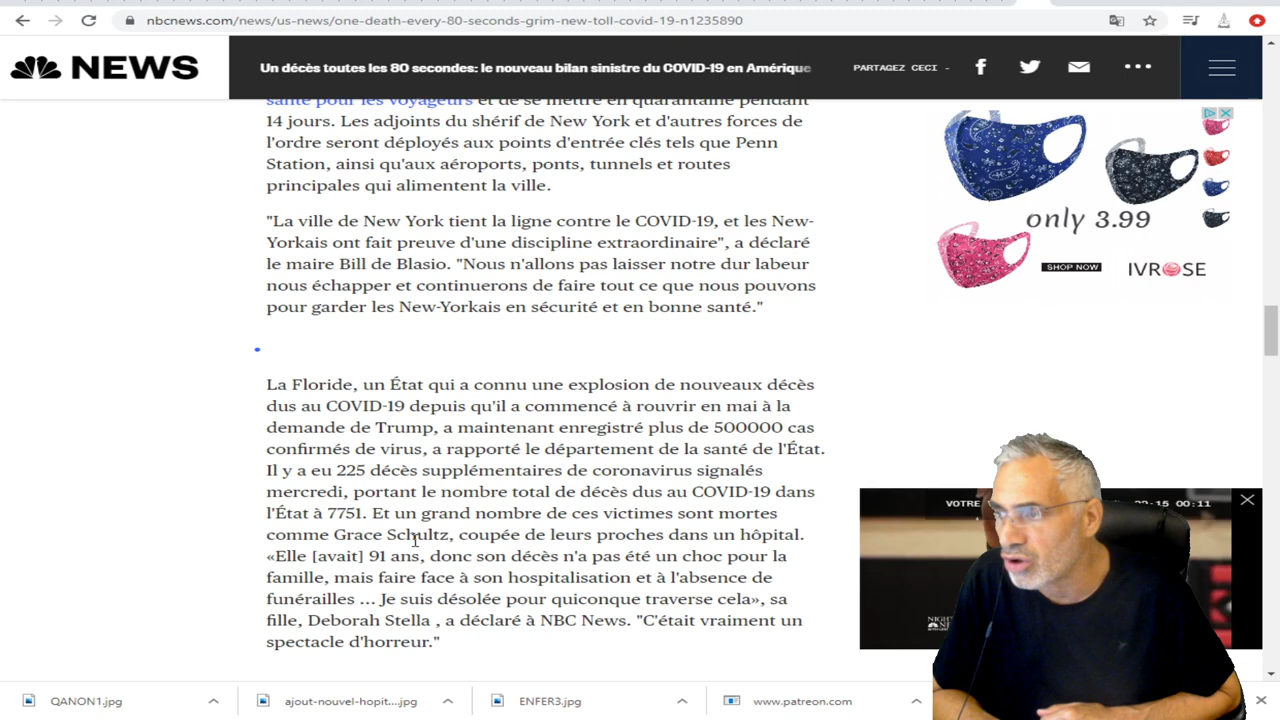 nbcnews.com/news/us-news/one-death-every-80-seconds-grim-new-toll-covid-19-n1235890
NEWS
Un décès toutes les 80 secondes: le nouveau bilan sinistre du COVID-19 en Amérique
PARTAGEZ CECI -
santé pour les voyageurs et de se mettre en quarantaine pendant
14 jours. Les adjoints du shérif de New York et d'autres forces de
l'ordre seront déployés aux points d'entrée clés tels que Penn
Station, ainsi qu'aux aéroports, ponts, tunnels et routes
principales qui alimentent la ville.
"La ville de New York tient la ligne contre le COVID-19, et les New-
Yorkais ont fait preuve d'une discipline extraordinaire", a déclaré
le maire Bill de Blasio. "Nous n'allons pas laisser notre dur labeur
nous échapper et continuerons de faire tout ce que nous pouvons
pour garder les New-Yorkais en sécurité et en bonne santé."
La Floride, un État qui a connu une explosion de nouveaux décès
dus au COVID-19 depuis qu'il a commencé à rouvrir en mai à la
demande de Trump, a maintenant enregistré plus de 500000 cas
confirmés de virus, a rapporté le département de la santé de l'État.
Il y a eu 225 décès supplémentaires de coronavirus signalés
mercredi, portant le nombre total de décès dus au COVID-19 dans
l'État à 7751. Et un grand nombre de ces victimes sont mortes
comme Grace Schultz, coupée de leurs proches dans un hôpital.
«Elle [avait] 91 ans, donc son décès n'a pas été un choc pour la
famille, mais faire face à son hospitalisation et à l'absence de
funérailles ... Je suis désolée pour quiconque traverse cela», sa
fille, Deborah Stella , a déclaré à NBC News. "C'était vraiment un
spectacle d'horreur."
only 3.99
SHOP NOW
IVROSE
VOTRE
:15 00:11
QANON1.jpg
ajout-nouvel-hopit....jpg
ENFER3.jpg
www.patreon.com